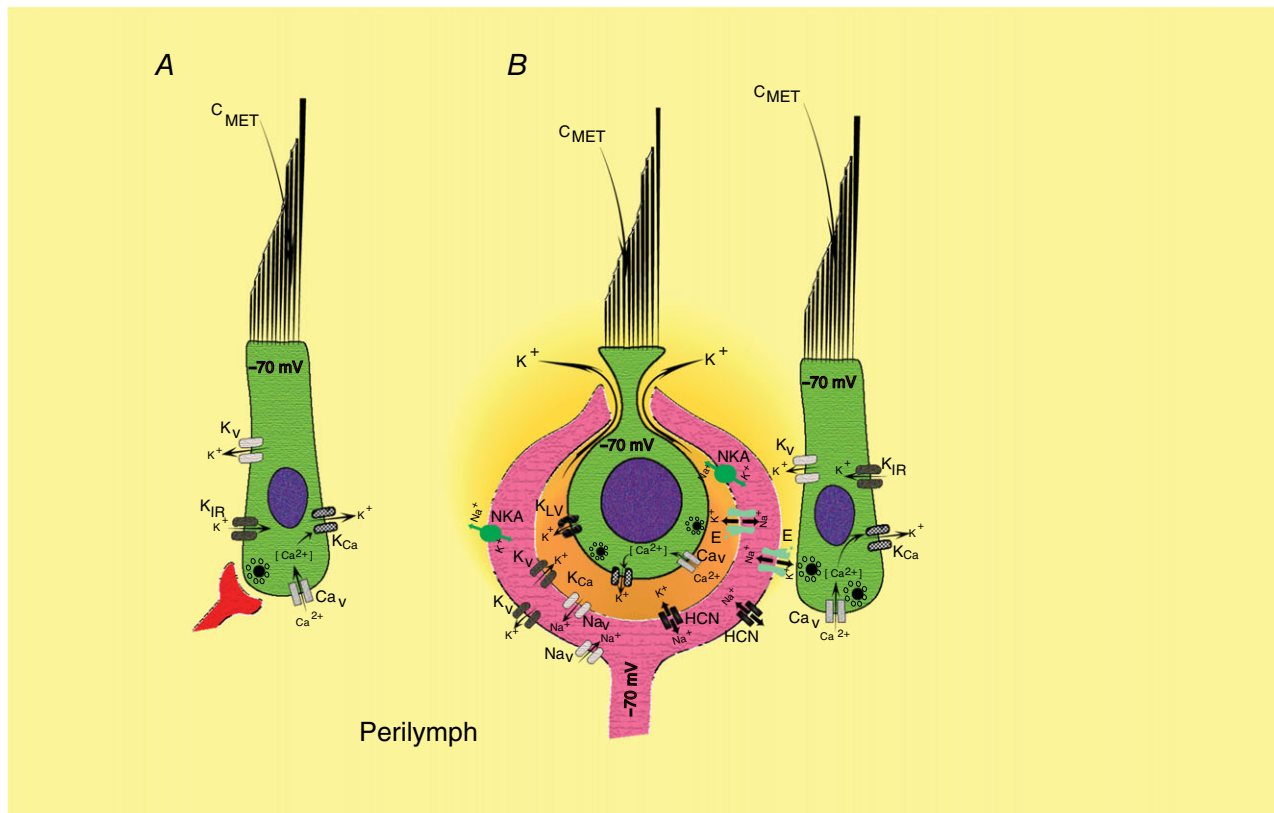 A
B
C MET
–70 mV
Kv
K+
KIR
K+
K+
KCa
[Ca2+]
Cav
Ca2+
CMET
K+
K+
–70 mV
NKA
Na+
K+
KLV
K+
NKA
Na+
K+
K+
Na+
E
Na+
K+
E
Kv
K+
KCa
K+
[Ca2+]
Cav
Ca2+
Kv
K+
Nav
Na+
Nav
Na+
K+
HCN
Na+
Na+
HCN
–70 mV
CMET
–70 mV
Kv
K+
K+
KIR
K+
KCa
[Ca2+]
Cav
Ca2+
Perilymph